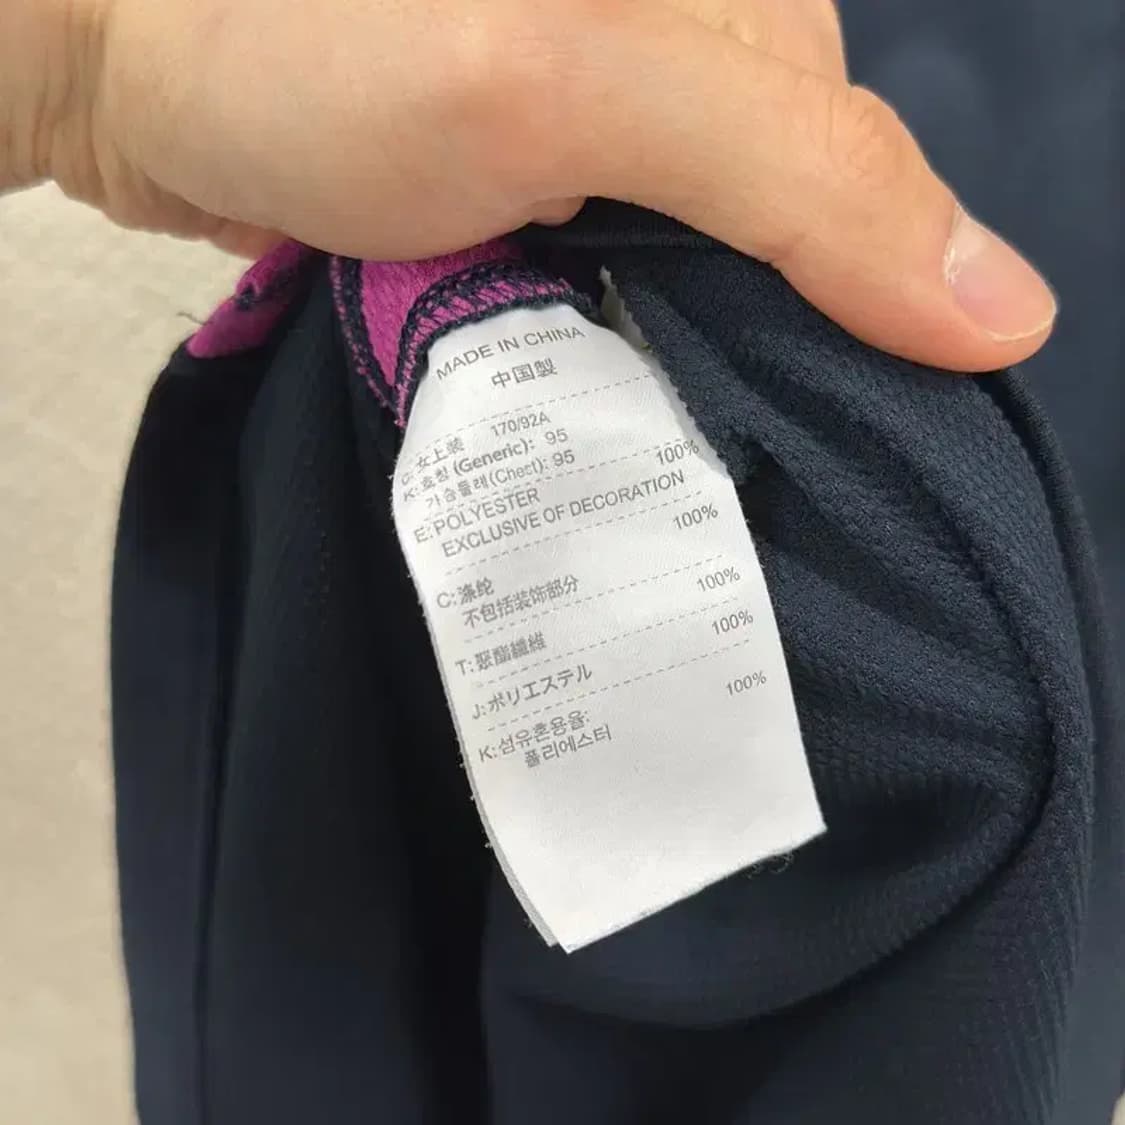 MADE IN CHINA
中国製
C: 女上装 170/92A
K: 호칭 (Generic): 95
가슴둘레(Chest): 95
E: POLYESTER 100%
EXCLUSIVE OF DECORATION
C: 涤纶 100%
不包括装饰部分
T: 聚酯纖維 100%
J: ポリエステル 100%
K: 섬유혼용율:
폴리에스터 100%